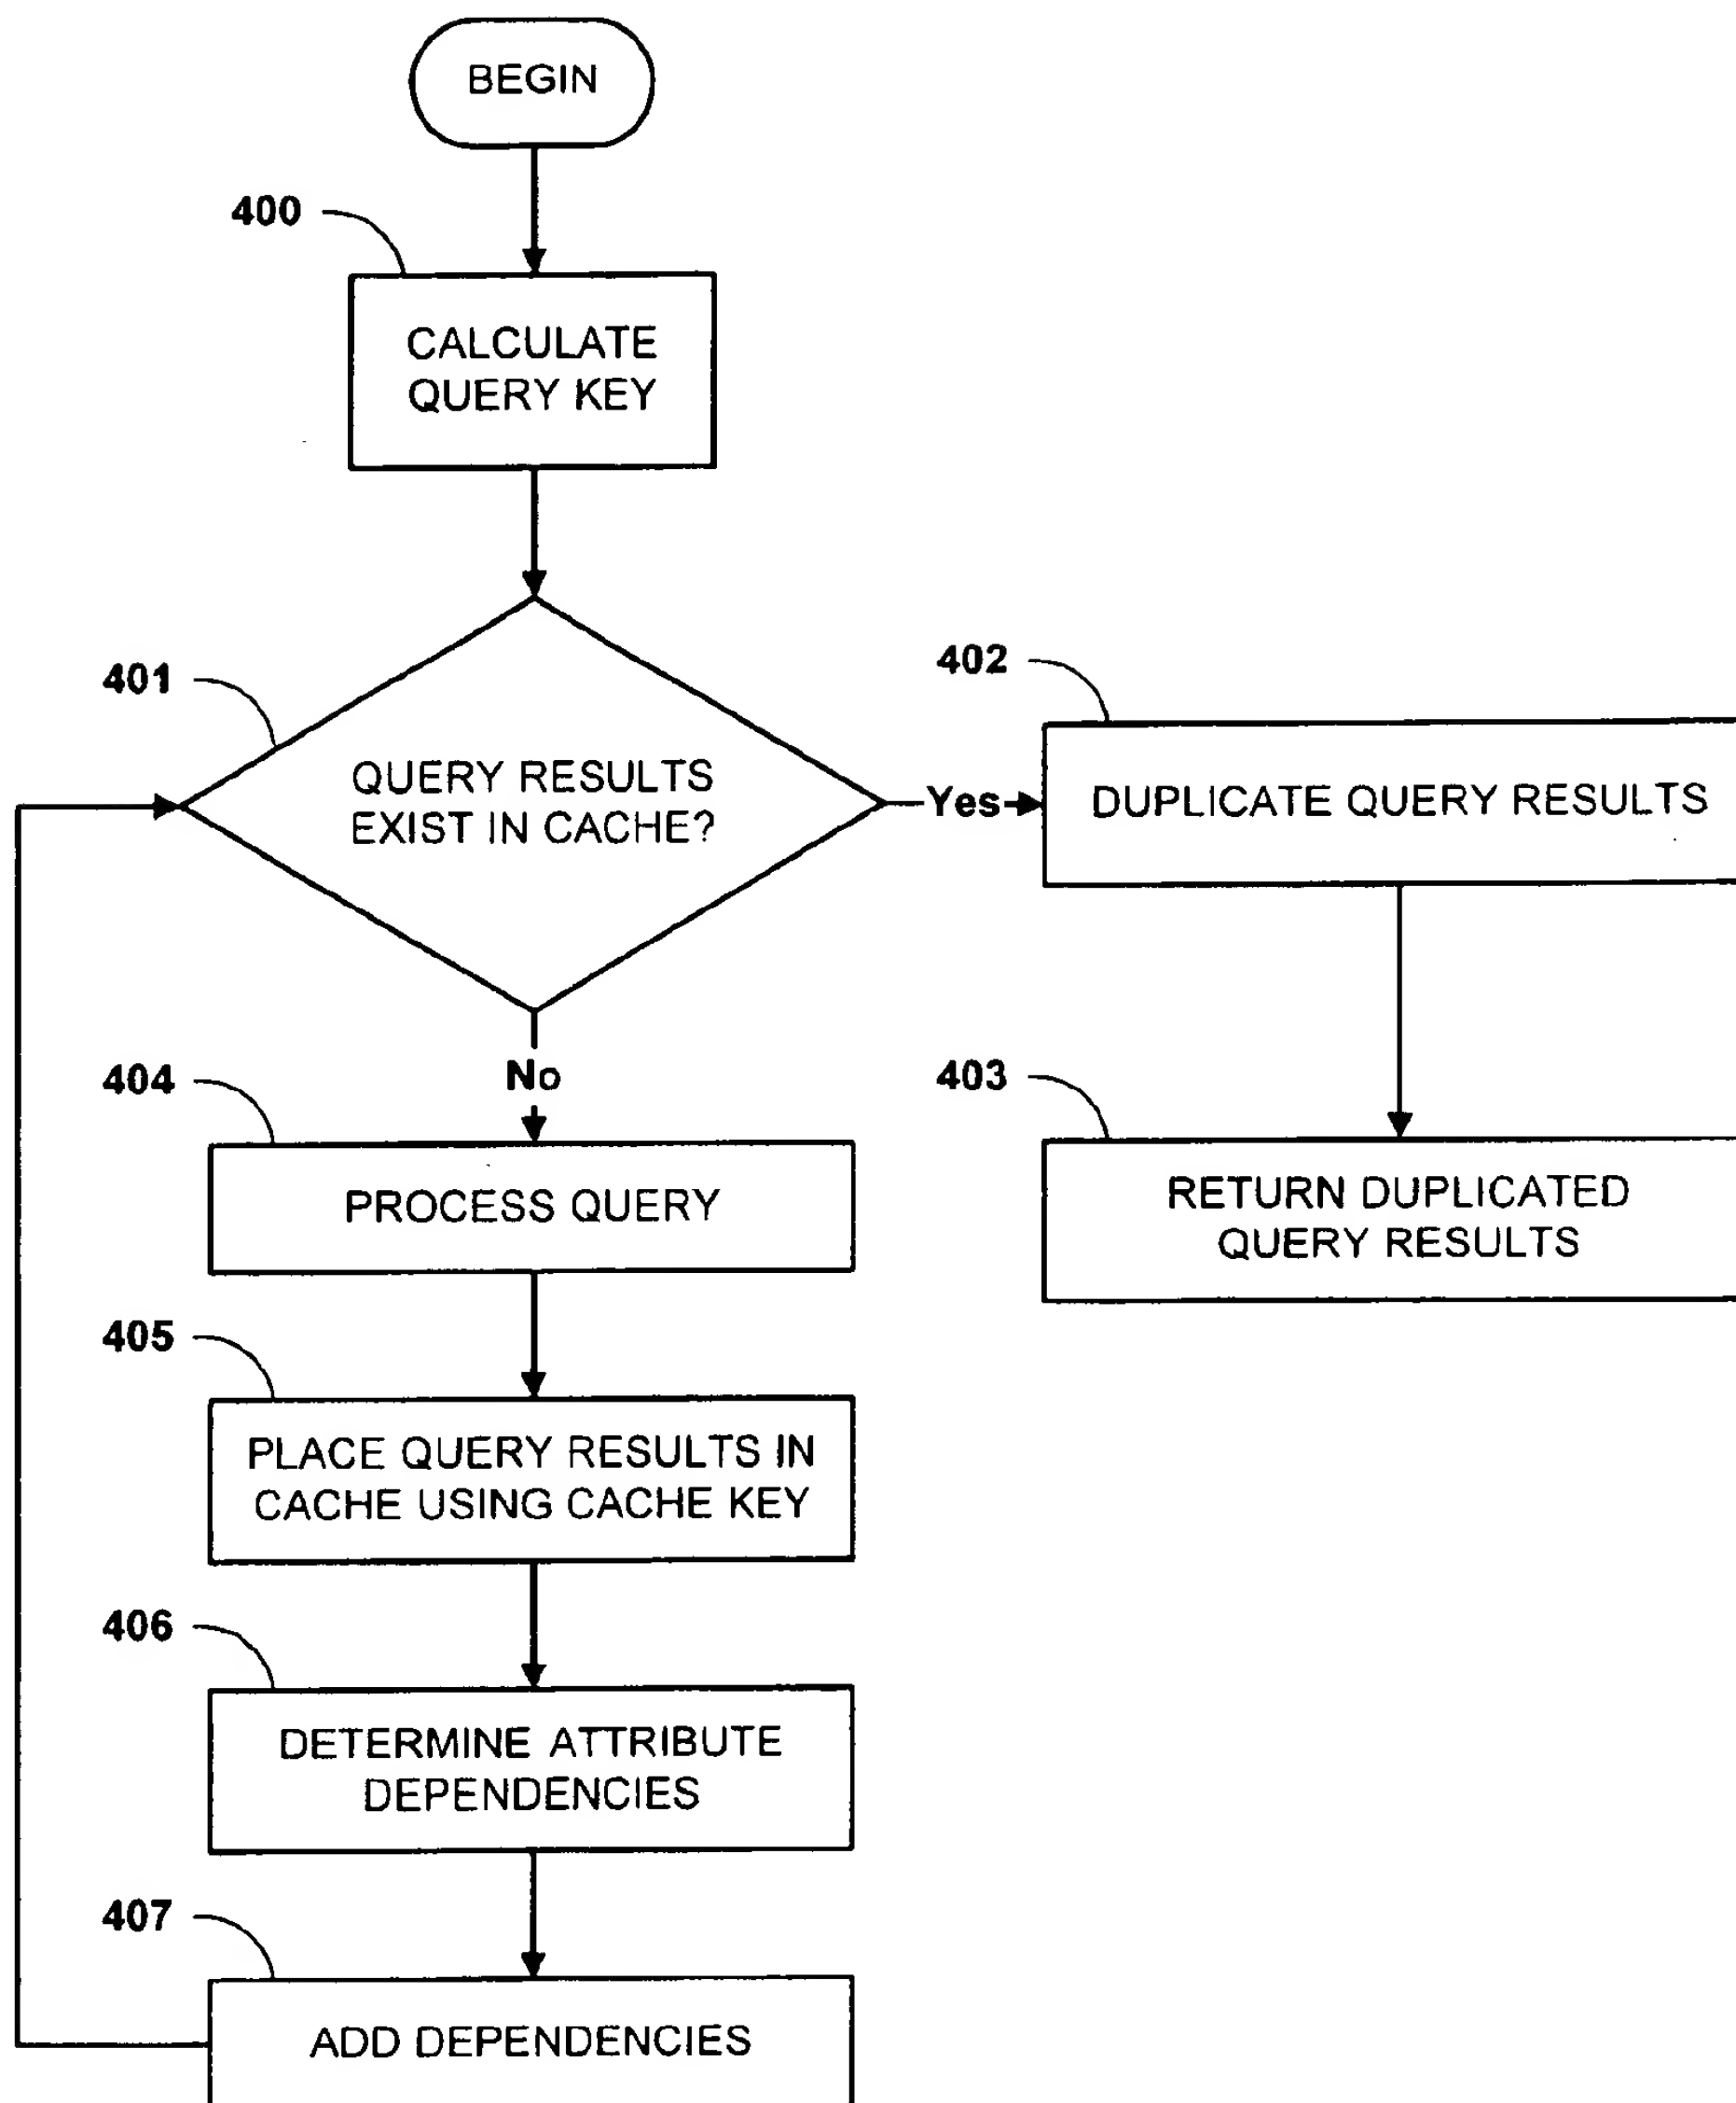 BEGIN
400
CALCULATE
QUERY KEY
401
QUERY RESULTS
EXIST IN CACHE?
Yes
402
DUPLICATE QUERY RESULTS
No
403
RETURN DUPLICATED
QUERY RESULTS
404
PROCESS QUERY
405
PLACE QUERY RESULTS IN
CACHE USING CACHE KEY
406
DETERMINE ATTRIBUTE
DEPENDENCIES
407
ADD DEPENDENCIES